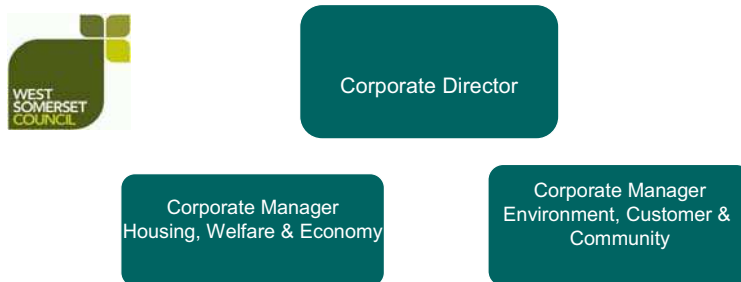 WEST
SOMERSET
COUNCIL
Corporate Director
Corporate Manager
Housing, Welfare & Economy
Corporate Manager
Environment, Customer &
Community